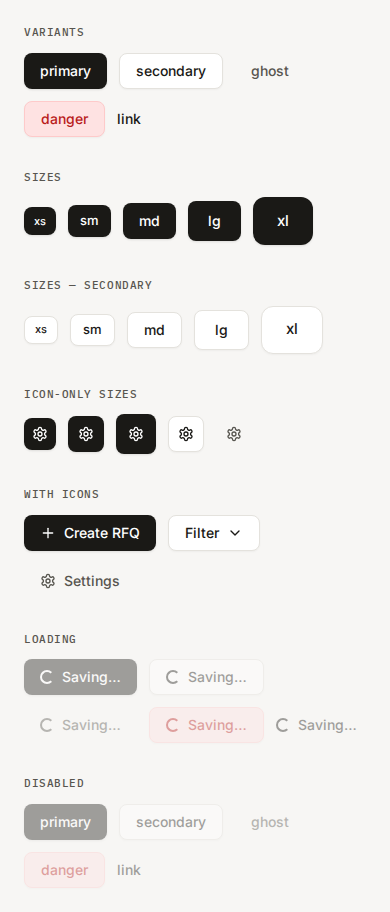 VARIANTS
primary secondary ghost
danger link
SIZES
xs sm md lg xl
SIZES — SECONDARY
xs sm md lg xl
ICON-ONLY SIZES
WITH ICONS
Create RFQ Filter
Settings
LOADING
Saving... Saving...
Saving... Saving... Saving...
DISABLED
primary secondary ghost
danger link